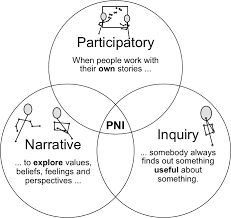 Participatory
When people work with
their own stories ...
PNI
Narrative
... to explore values,
beliefs, feelings and
perspectives ...
Inquiry
... somebody always
finds out something
useful about
something.